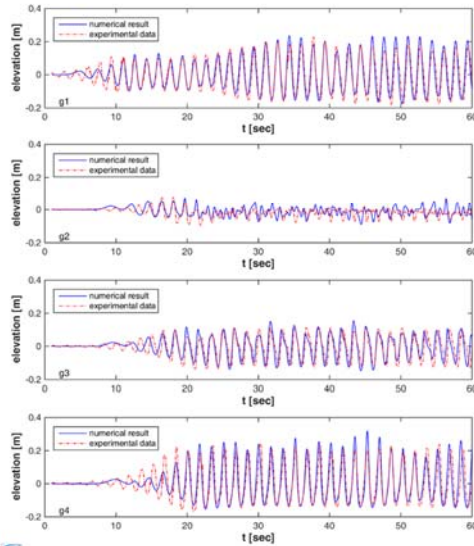 0.4
0.2
0
-0.2
elevation [m]
numerical result
experimental data
g1
0 10 20 30 40 50 60
t [sec]
0.4
0.2
0
-0.2
elevation [m]
numerical result
experimental data
g2
0 10 20 30 40 50 60
t [sec]
0.4
0.2
0
-0.2
elevation [m]
numerical result
experimental data
g3
0 10 20 30 40 50 60
t [sec]
0.4
0.2
0
-0.2
elevation [m]
numerical result
experimental data
g4
0 10 20 30 40 50 60
t [sec]